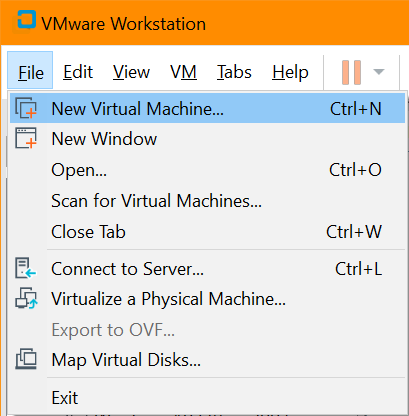 VMware Workstation
File Edit View VM Tabs Help
New Virtual Machine... Ctrl+N
New Window
Open... Ctrl+O
Scan for Virtual Machines...
Close Tab Ctrl+W
Connect to Server... Ctrl+L
Virtualize a Physical Machine...
Export to OVF...
Map Virtual Disks...
Exit